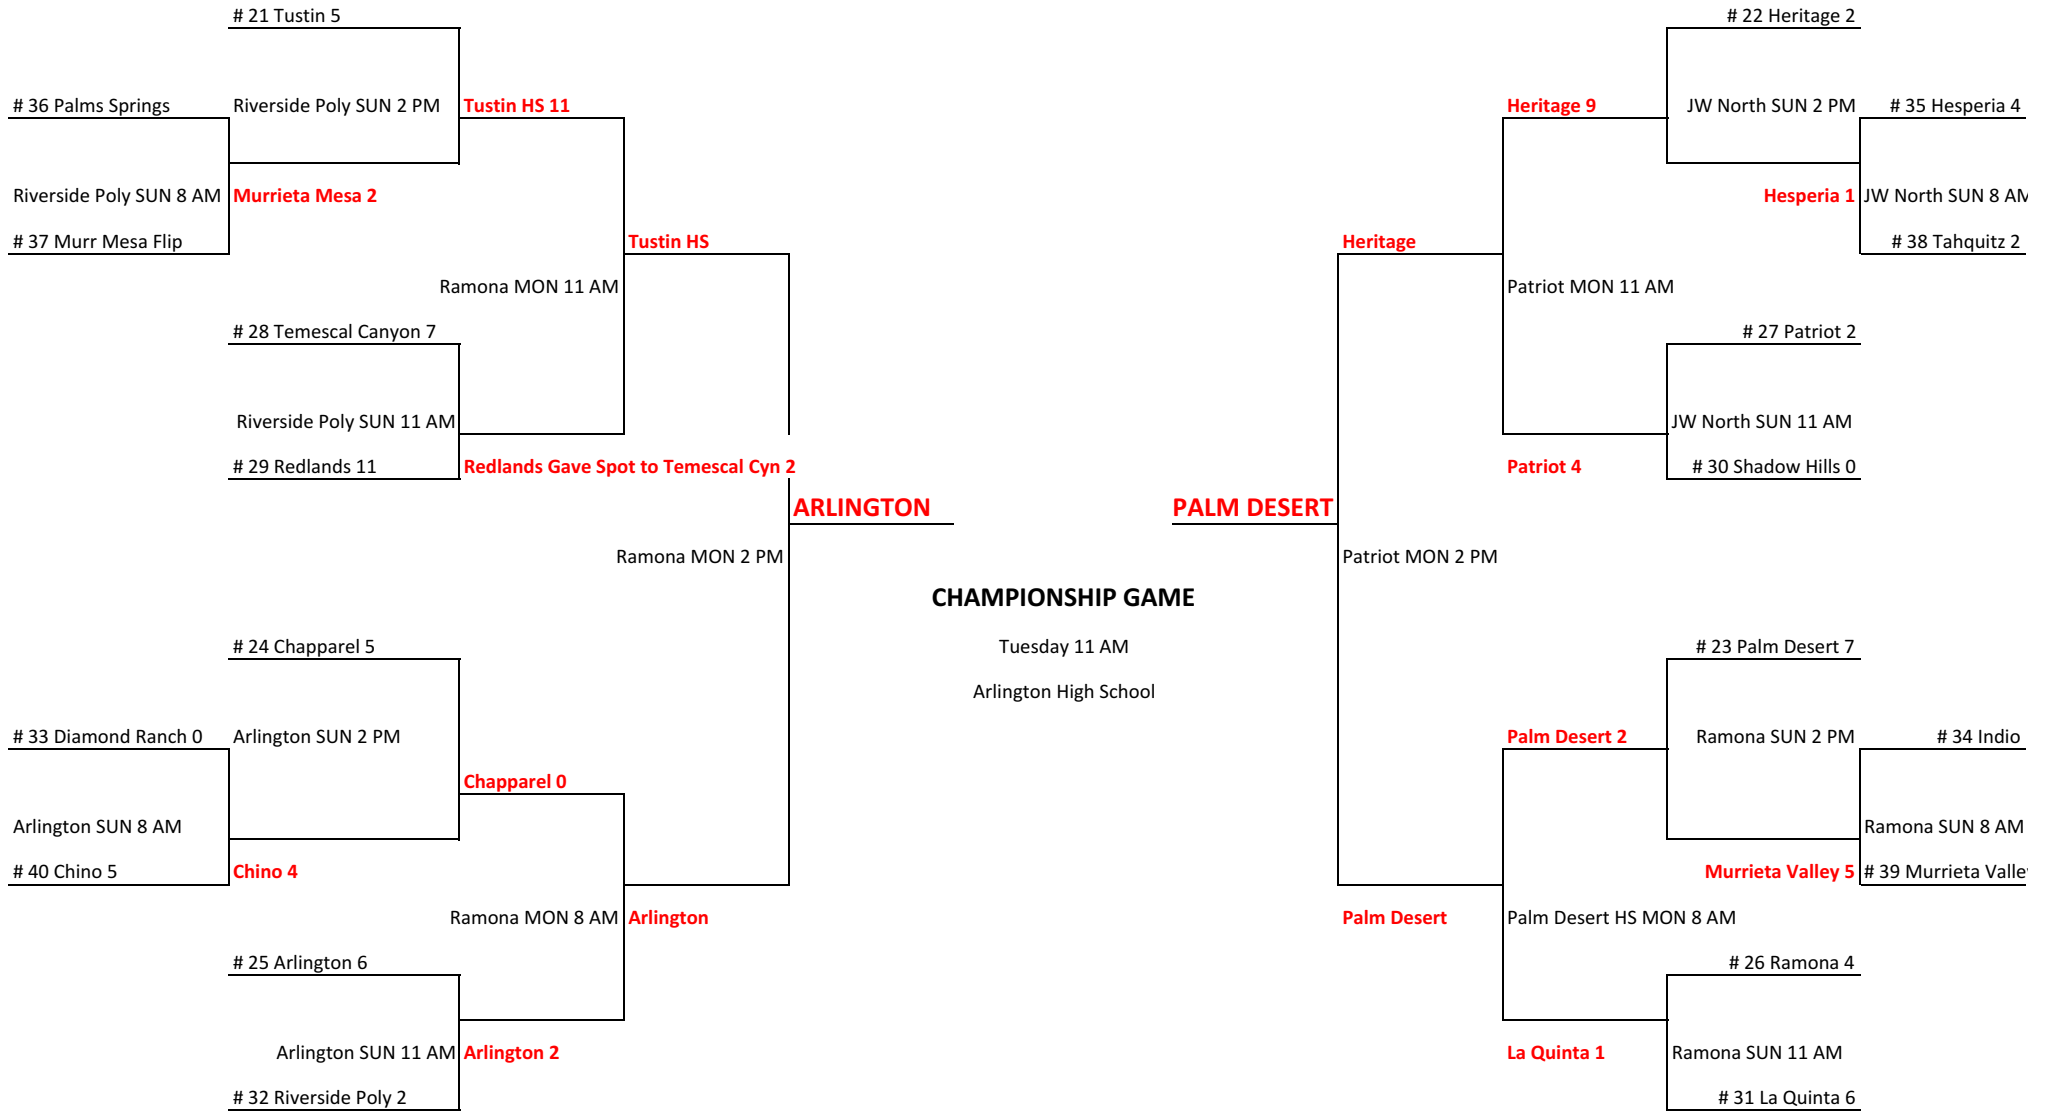 # 21 Tustin 5
# 22 Heritage 2
# 36 Palms Springs
Riverside Poly SUN 2 PM
Tustin HS 11
Heritage 9
JW North SUN 2 PM
# 35 Hesperia 4
Riverside Poly SUN 8 AM
Murrieta Mesa 2
Hesperia 1
JW North SUN 8 AM
# 37 Murr Mesa Flip
Tustin HS
Heritage
# 38 Tahquitz 2
Ramona MON 11 AM
Patriot MON 11 AM
# 28 Temescal Canyon 7
# 27 Patriot 2
Riverside Poly SUN 11 AM
JW North SUN 11 AM
# 29 Redlands 11
Redlands Gave Spot to Temescal Cyn 2
Patriot 4
# 30 Shadow Hills 0
ARLINGTON
PALM DESERT
Ramona MON 2 PM
Patriot MON 2 PM
CHAMPIONSHIP GAME
# 24 Chapparel 5
Tuesday 11 AM
# 23 Palm Desert 7
Arlington High School
# 33 Diamond Ranch 0
Arlington SUN 2 PM
Palm Desert 2
Ramona SUN 2 PM
# 34 Indio
Chapparel 0
Arlington SUN 8 AM
Ramona SUN 8 AM
# 40 Chino 5
Chino 4
Murrieta Valley 5
# 39 Murrieta Valley
Ramona MON 8 AM
Arlington
Palm Desert
Palm Desert HS MON 8 AM
# 25 Arlington 6
# 26 Ramona 4
Arlington SUN 11 AM
Arlington 2
La Quinta 1
Ramona SUN 11 AM
# 32 Riverside Poly 2
# 31 La Quinta 6